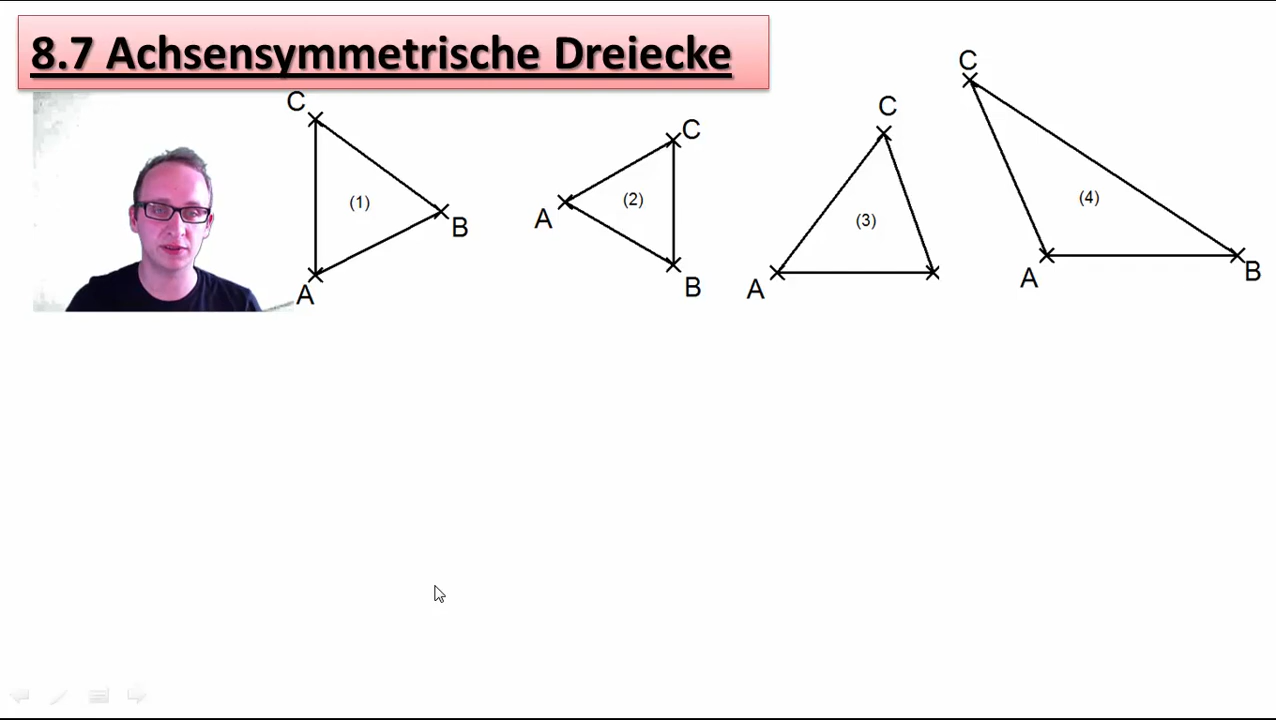 8.7 Achsensymmetrische Dreiecke
C
(1)
B
A
C
(2)
A
B
C
(3)
A
C
(4)
A
B